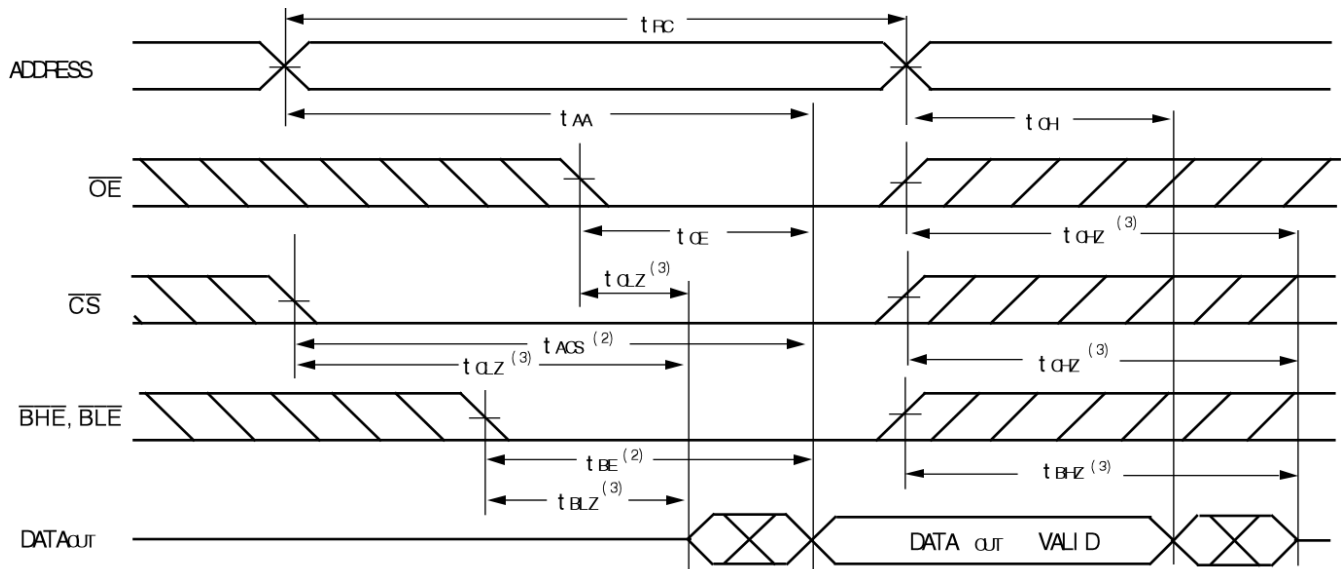 t RC
ADDRESS
t AA
t OH
OE
t OE
t OHZ (3)
t OLZ (3)
CS
t ACS (2)
t CLZ (3)
t CHZ (3)
BHE, BLE
t BE (2)
t BHZ (3)
t BLZ (3)
DATA OUT
DATA OUT VALID